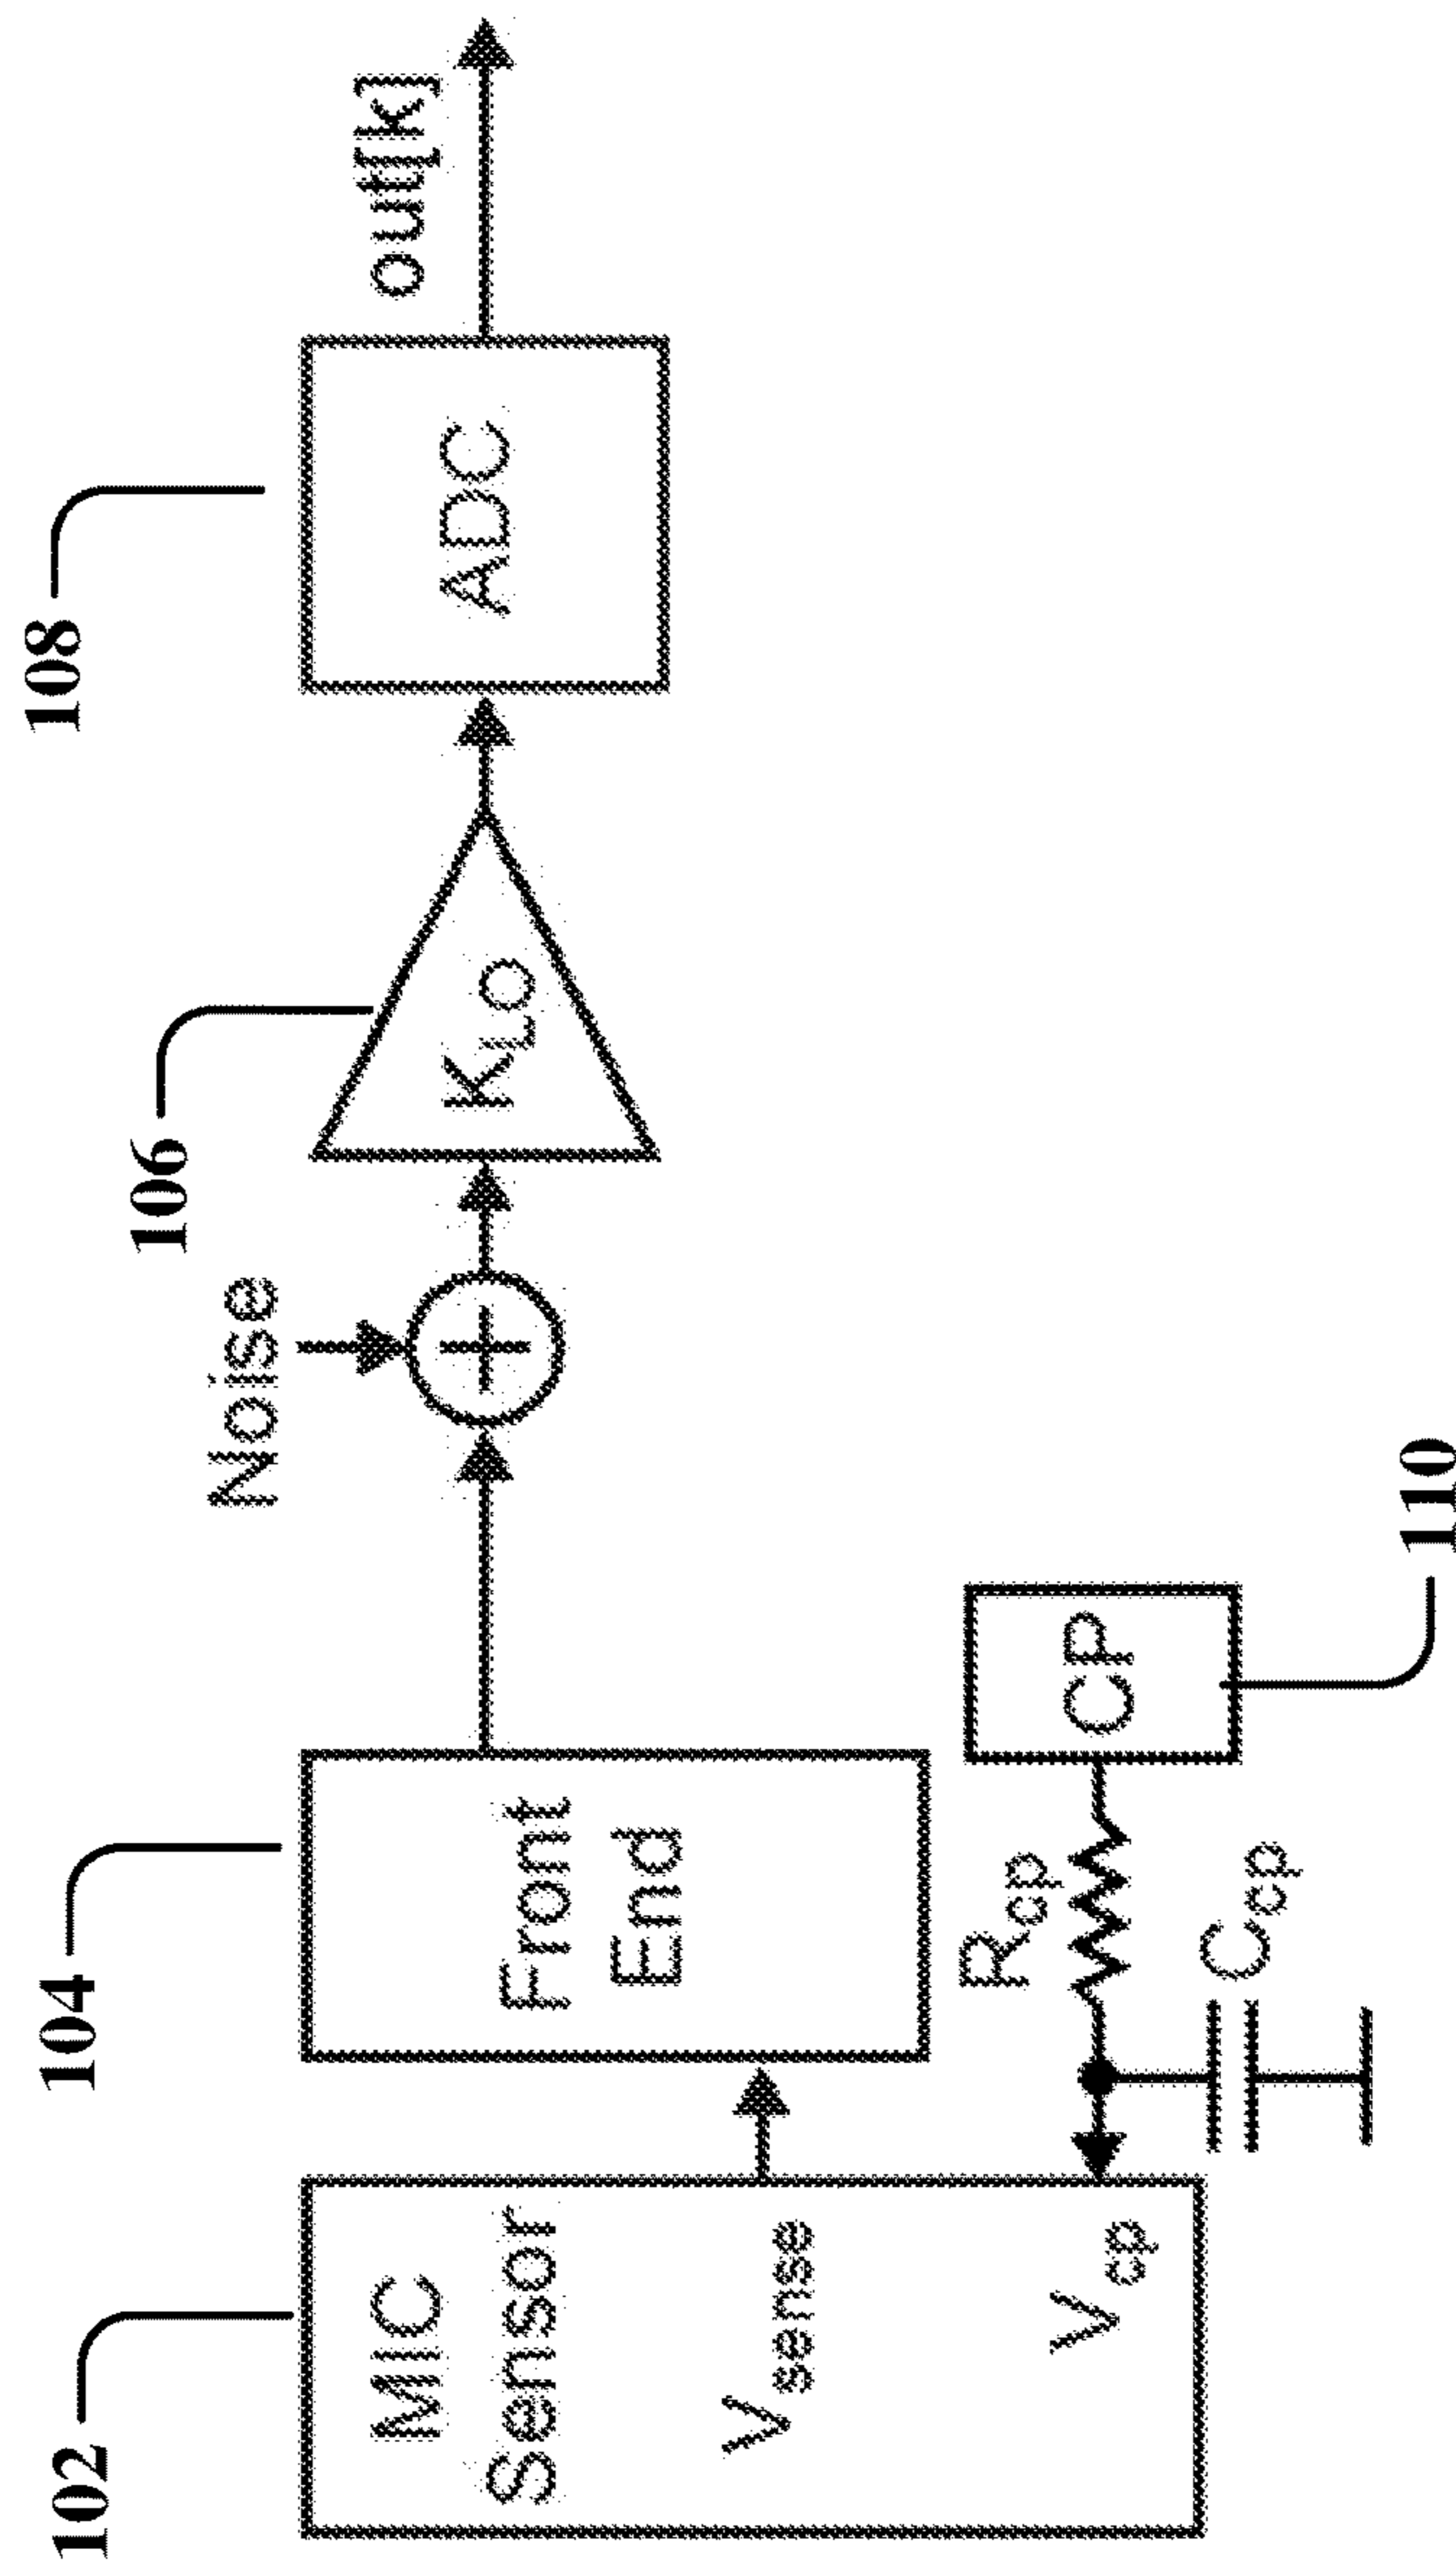 102
MIC
Sensor
Vsense
Vcp
104
Front
End
Rcp
Ccp
CP
110
Noise
106
KLO
108
ADC
out[k]